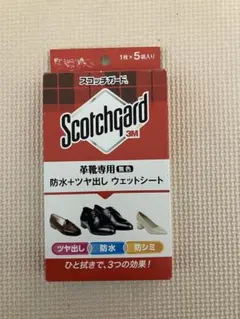 1枚×5袋入り
スコッチガード
Scotchgard
3M
革靴専用 無色
防水+ツヤ出し ウェットシート
ツヤ出し 防水 防シミ
ひと拭きで、3つの効果!